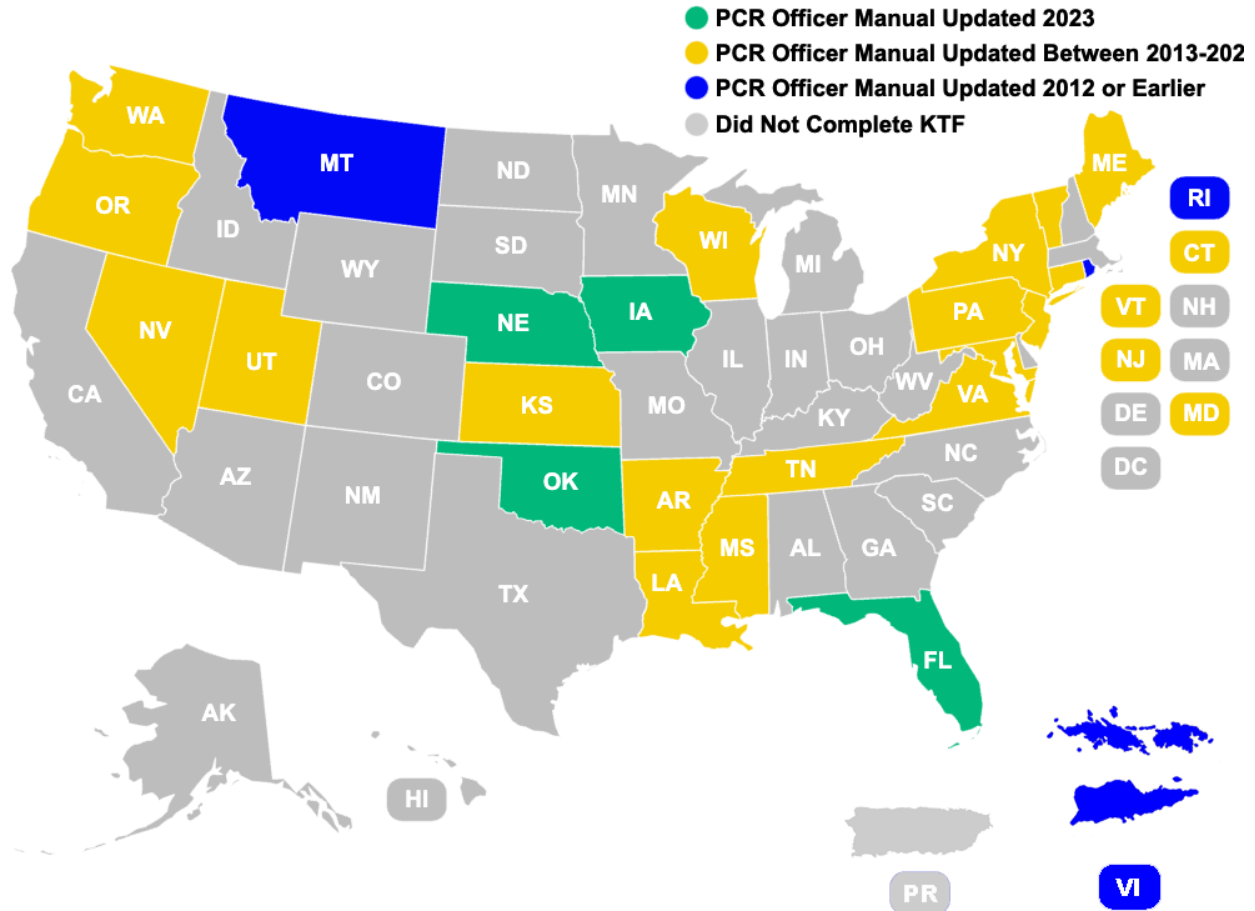 PCR Officer Manual Updated 2023
PCR Officer Manual Updated Between 2013-202
PCR Officer Manual Updated 2012 or Earlier
Did Not Complete KTF
WA
MT
ND
MN
ME
OR
ID
SD
WI
MI
NY
RI
WY
CT
NV
UT
NE
IA
PA
VT
NH
CA
CO
IL
IN
OH
NJ
MA
KS
MO
WV
VA
KY
DE
MD
AZ
NM
OK
AR
TN
NC
DC
SC
TX
LA
MS
AL
GA
FL
AK
HI
PR
VI